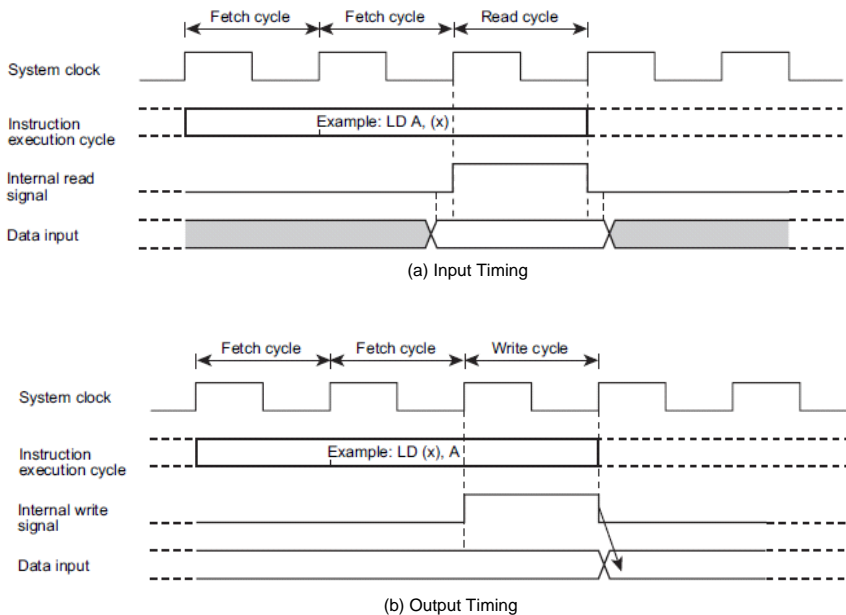 Fetch cycle Fetch cycle Read cycle
System clock
Instruction
execution cycle
Example: LD A, (x)
Internal read
signal
Data input
(a) Input Timing
Fetch cycle Fetch cycle Write cycle
System clock
Instruction
execution cycle
Example: LD (x), A
Internal write
signal
Data input
(b) Output Timing